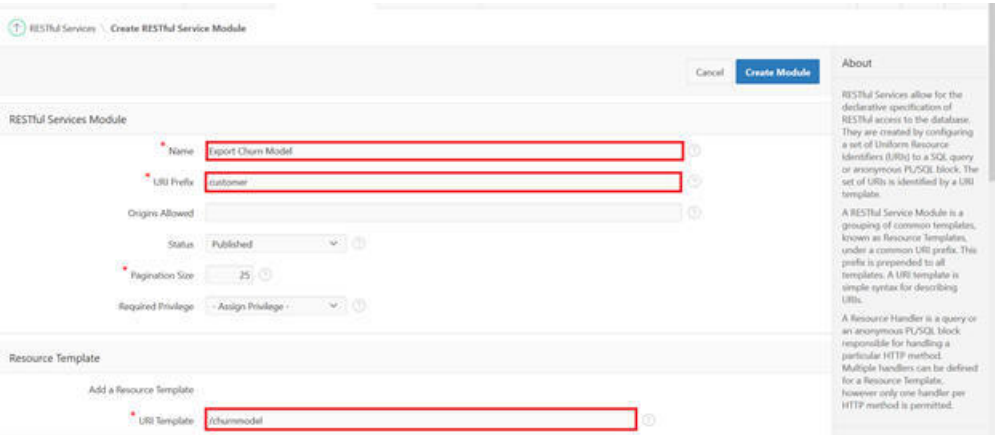 RESTful Services \ Create RESTful Service Module
Cancel
Create Module
RESTful Services Module
* Name
Export Churn Model
* URI Prefix
customer
Origins Allowed
Status
Published
* Pagination Size
25
Required Privilege
- Assign Privilege -
Resource Template
Add a Resource Template
* URI Template
/churnmodel
About
RESTful Services allow for the
declarative specification of
RESTful access to the database.
They are created by configuring
a set of Uniform Resource
Identifiers (URIs) to a SQL query
or anonymous PL/SQL block. The
set of URIs is identified by a URI
template.
A RESTful Service Module is a
grouping of common templates,
known as Resource Templates,
under a common URI prefix. This
prefix is prepended to all
templates. A URI template is
simple syntax for describing
URIs.
A Resource Handler is a query or
an anonymous PL/SQL block
responsible for handling a
particular HTTP method.
Multiple handlers can be defined
for a Resource Template,
however only one handler per
HTTP method is permitted.